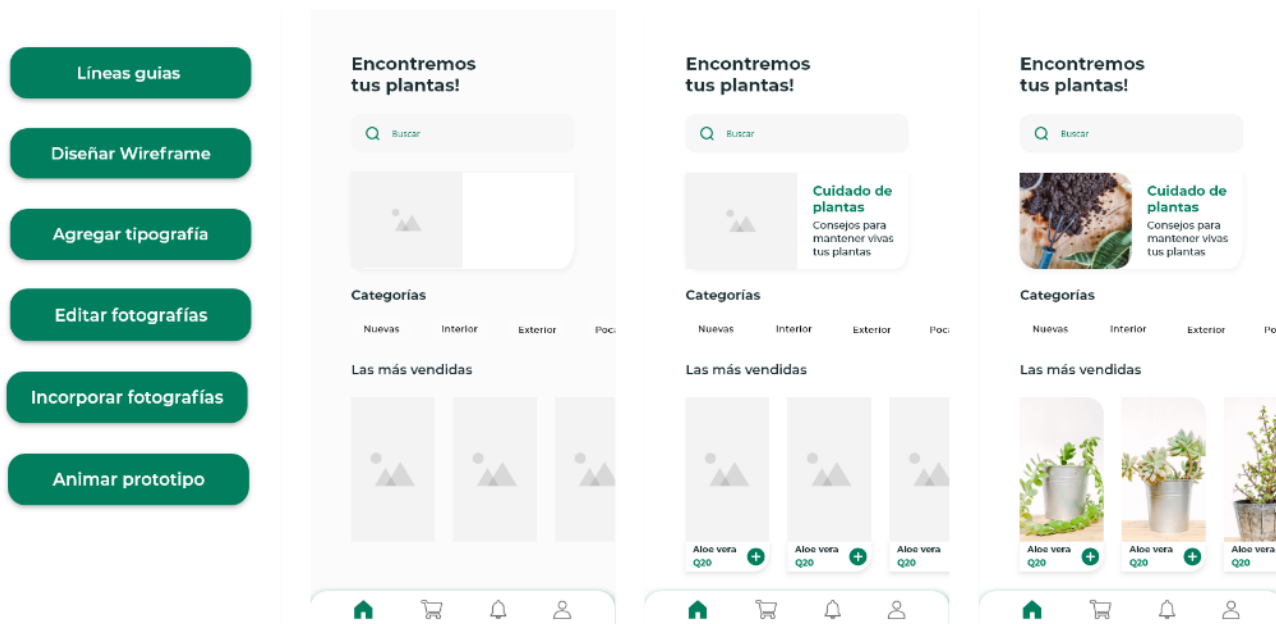 Líneas guias
Diseñar Wireframe
Agregar tipografía
Editar fotografías
Incorporar fotografías
Animar prototipo
Encontremos
tus plantas!
Buscar
Categorías
Nuevas Interior Exterior Poca
Las más vendidas
Encontremos
tus plantas!
Buscar
Cuidado de
plantas
Consejos para
mantener vivas
tus plantas
Categorías
Nuevas Interior Exterior Poca
Las más vendidas
Aloe vera Aloe vera Aloe vera
Q20 Q20 Q20
Encontremos
tus plantas!
Buscar
Cuidado de
plantas
Consejos para
mantener vivas
tus plantas
Categorías
Nuevas Interior Exterior Po
Las más vendidas
Aloe vera Aloe vera Aloe vera
Q20 Q20 Q20